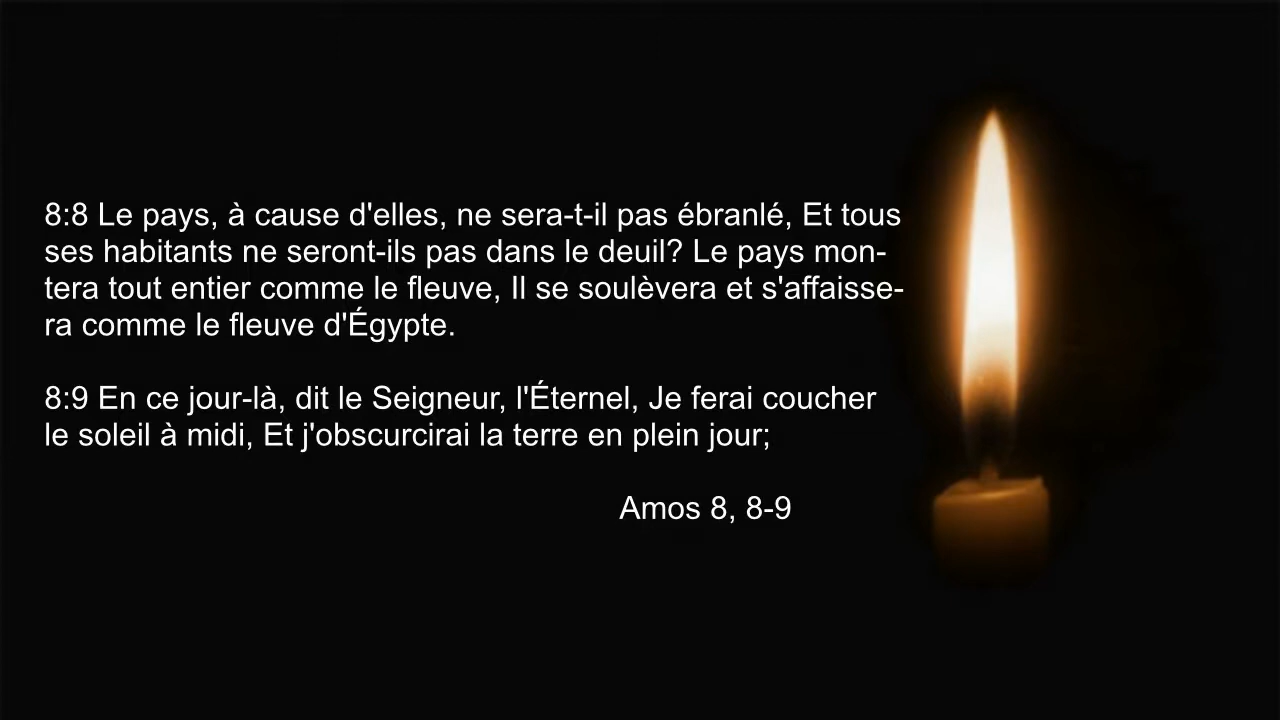 8:8 Le pays, à cause d'elles, ne sera-t-il pas ébranlé, Et tous
ses habitants ne seront-ils pas dans le deuil? Le pays mon-
tera tout entier comme le fleuve, Il se soulèvera et s'affaisse-
ra comme le fleuve d'Égypte.
8:9 En ce jour-là, dit le Seigneur, l'Éternel, Je ferai coucher
le soleil à midi, Et j'obscurcirai la terre en plein jour;
Amos 8, 8-9